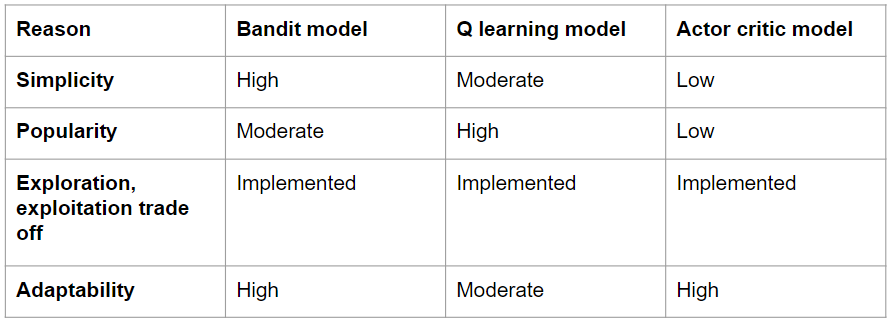 Reason Bandit model Q learning model Actor critic model
Simplicity High Moderate Low
Popularity Moderate High Low
Exploration, Implemented Implemented Implemented
exploitation trade
off
Adaptability High Moderate High